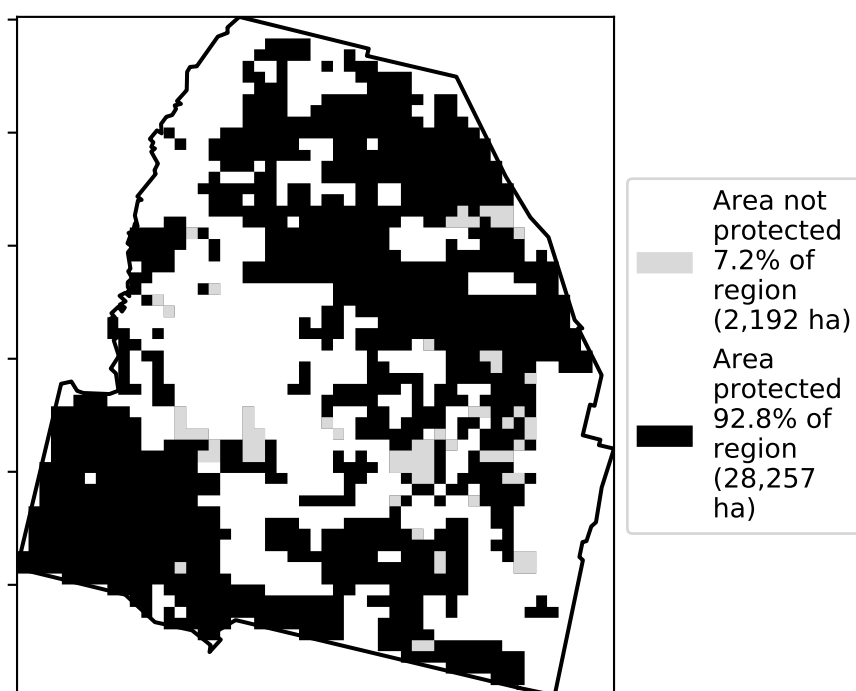 Area not
protected
7.2% of
region
(2,192 ha)
Area
protected
92.8% of
region
(28,257
ha)